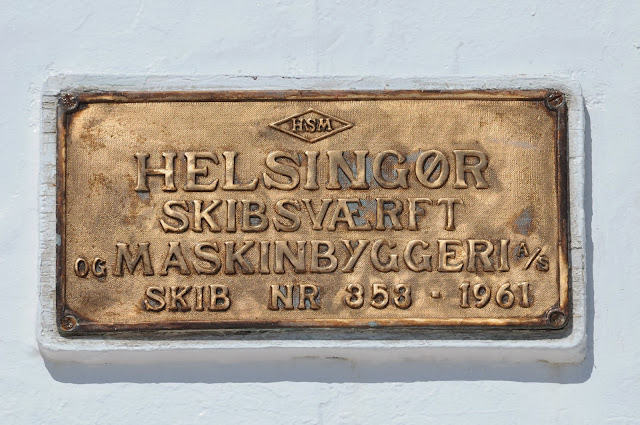 HSM
HELSINGØR
SKIBSVÆRFT
OG MASKINBYGGERI A/S
SKIB NR 353 · 1961